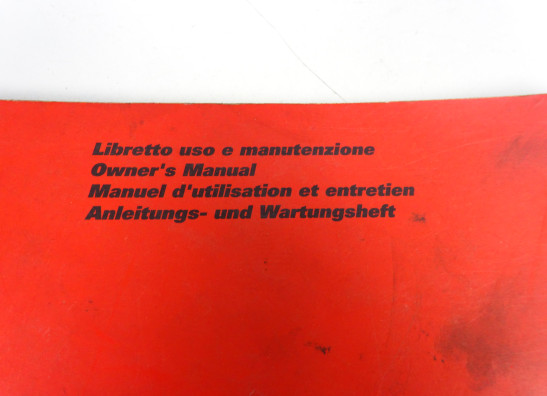 Libretto uso e manutenzione
Owner's Manual
Manuel d'utilisation et entretien
Anleitungs- und Wartungsheft